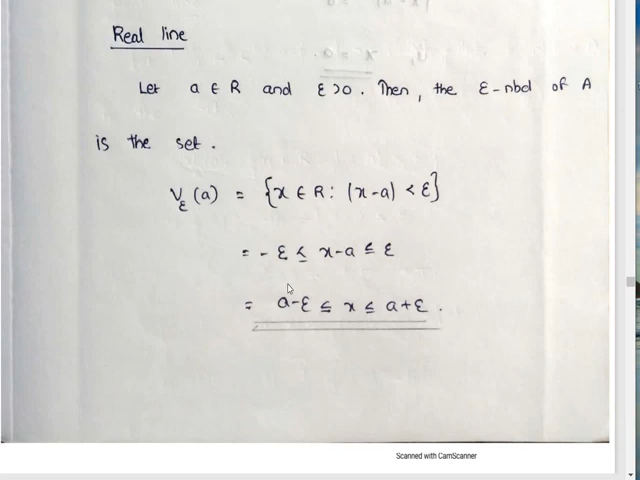 Real line
Let a ∈ R and ε > 0. Then, the ε-nbd of A
is the set.
Vε(a) = {x ∈ R: |x-a| < ε}
= -ε ≤ x-a ≤ ε
= a-ε ≤ x ≤ a+ε.
Scanned with CamScanner